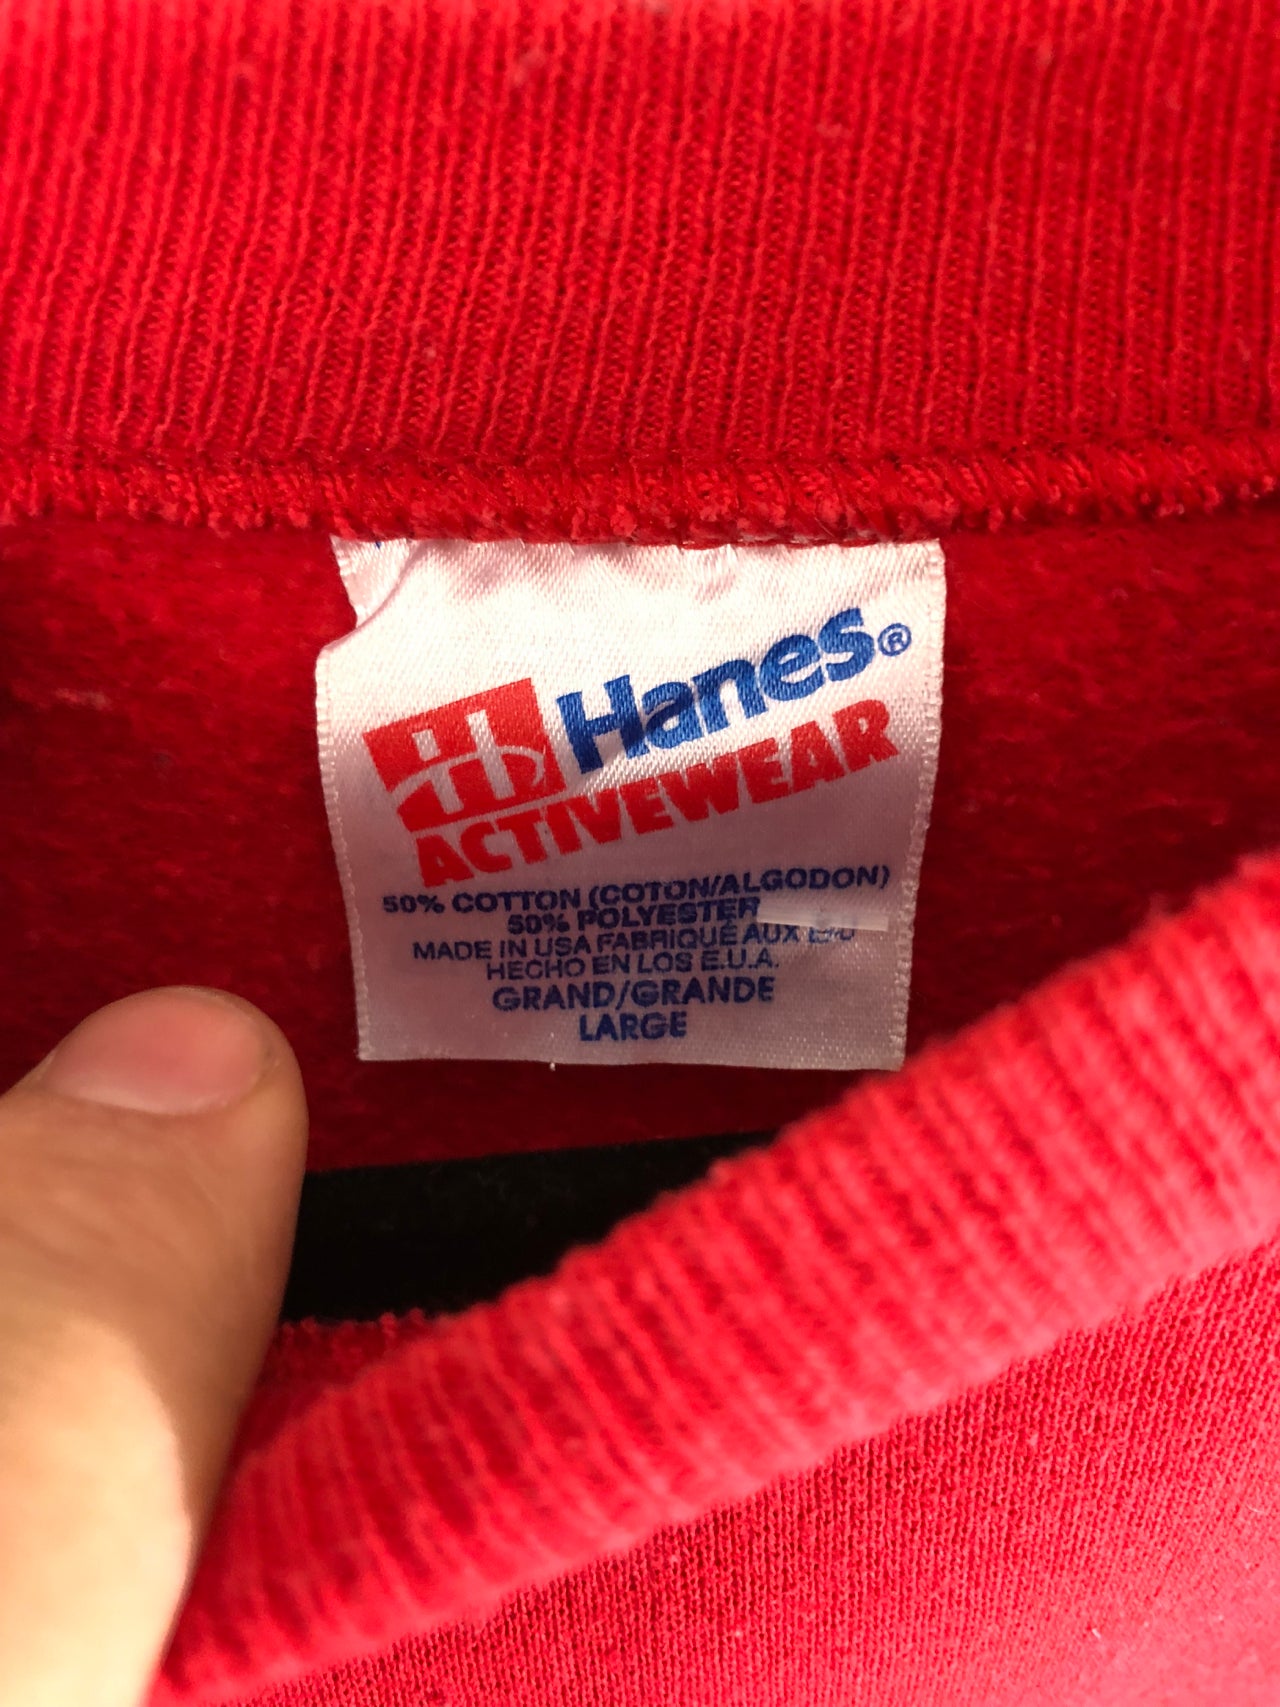 Hanes®
ACTIVEWEAR
50% COTTON (COTON/ALGODON)
50% POLYESTER
MADE IN USA FABRIQUÉ AUX
HECHO EN LOS E.U.A.
GRAND/GRANDE
LARGE